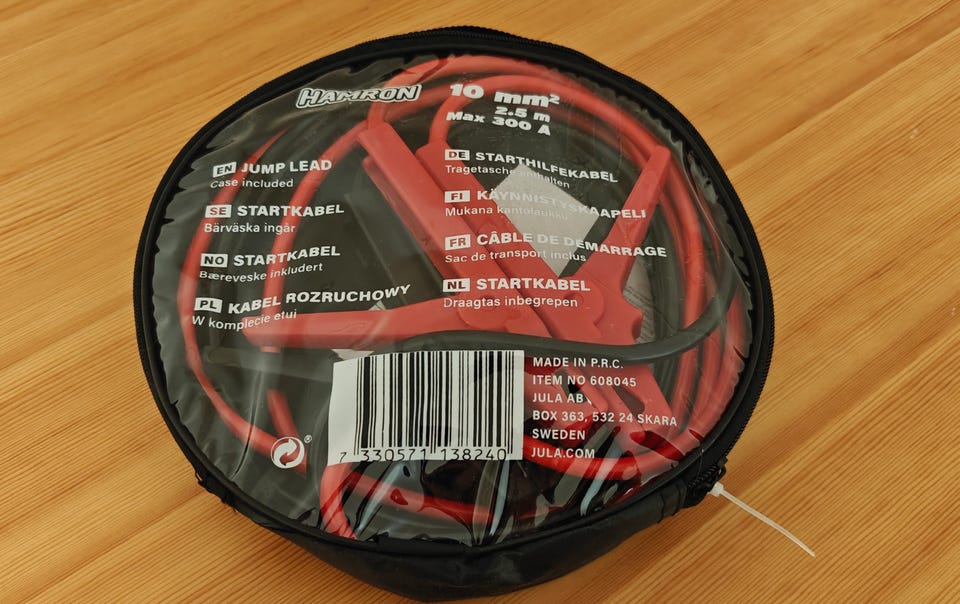 HAMRON
10 mm²
2.5 m
Max 300 A
EN JUMP LEAD
Case included
SE STARTKABEL
Bärväska ingår
NO STARTKABEL
Bæreveske inkludert
PL KABEL ROZRUCHOWY
W komplecie etui
DE STARTHILFEKABEL
Tragetasche enthalten
FI KÄYNNISTYSKAAPELI
Mukana kantolaukku
FR CÂBLE DE DÉMARRAGE
Sac de transport inclus
NL STARTKABEL
Draagtas inbegrepen
7 330571 138240
MADE IN P.R.C.
ITEM NO 608045
JULA AB
BOX 363, 532 24 SKARA
SWEDEN
JULA.COM
®